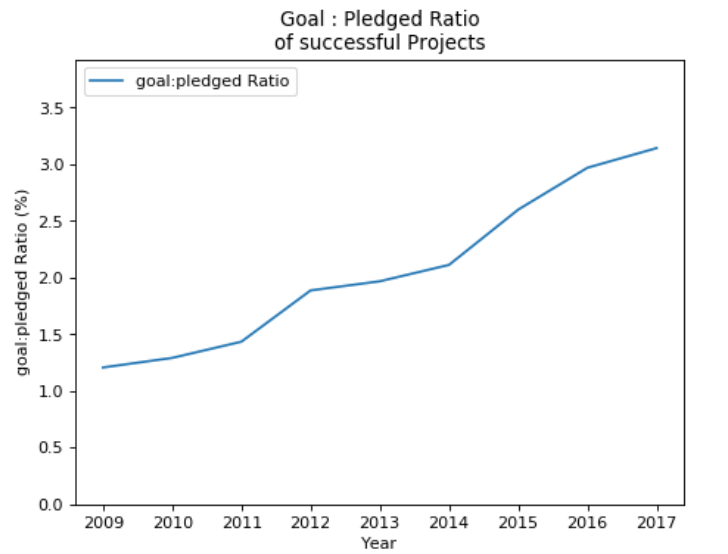 Goal : Pledged Ratio
of successful Projects
goal:pledged Ratio
goal:pledged Ratio (%)
3.5
3.0
2.5
2.0
1.5
1.0
0.5
0.0
2009 2010 2011 2012 2013 2014 2015 2016 2017
Year